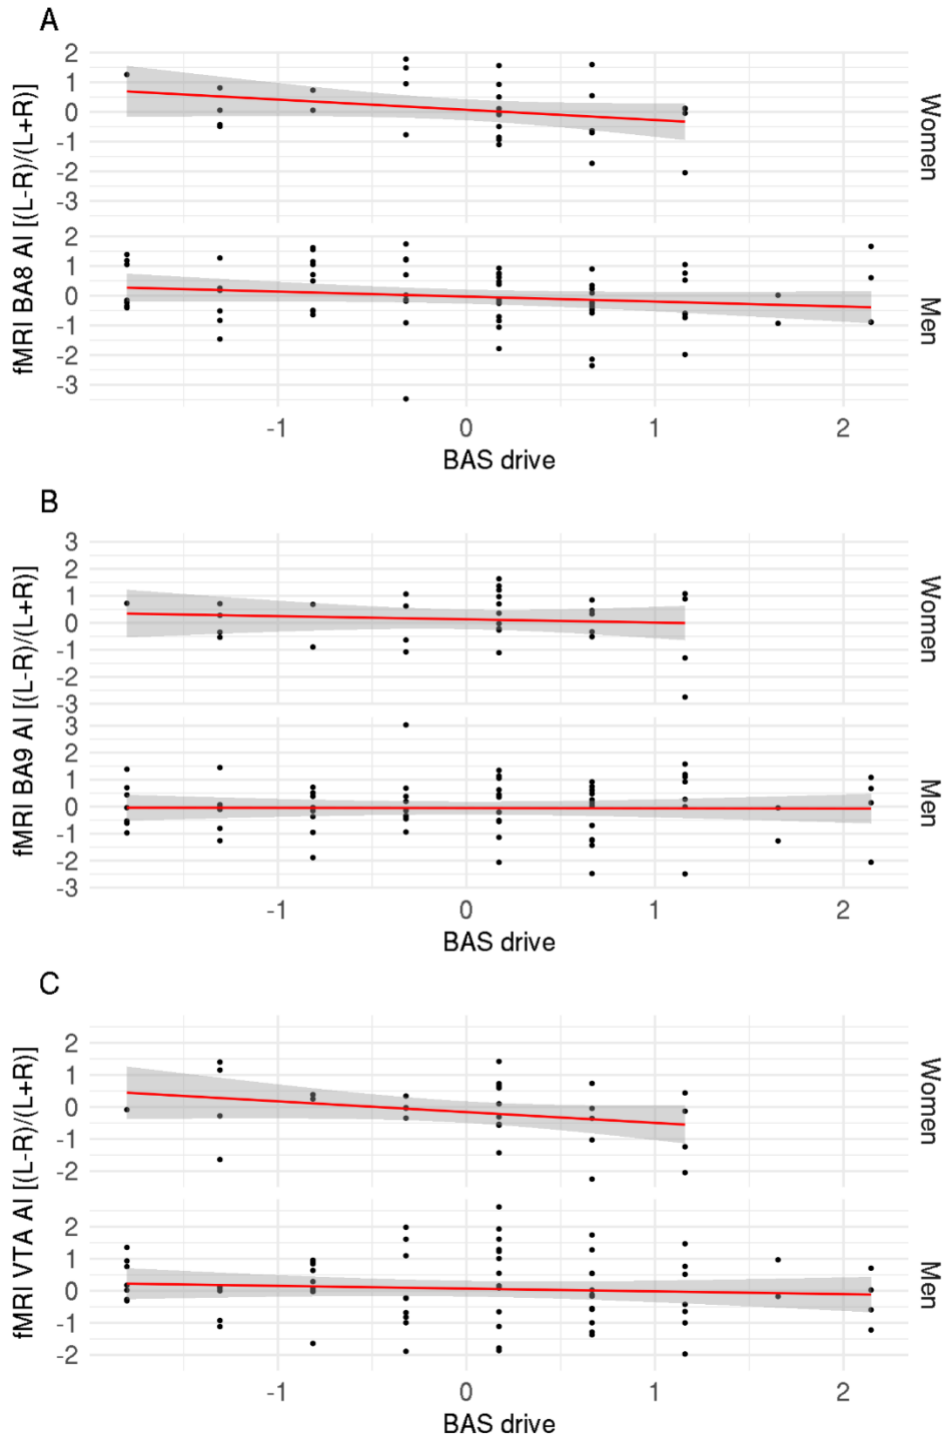 A
fMRI BA8 AI [(L-R)/(L+R)]
2
1
0
-1
-2
-3
Women
2
1
0
-1
-2
-3
Men
-1 0 1 2
BAS drive
B
fMRI BA9 AI [(L-R)/(L+R)]
3
2
1
0
-1
-2
-3
Women
3
2
1
0
-1
-2
-3
Men
-1 0 1 2
BAS drive
C
fMRI VTA AI [(L-R)/(L+R)]
2
1
0
-1
-2
Women
2
1
0
-1
-2
Men
-1 0 1 2
BAS drive